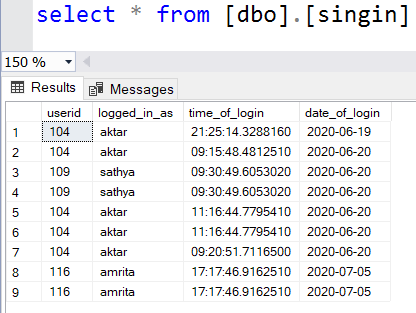 select * from [dbo].[singin]
150 %
Results Messages
userid logged_in_as time_of_login date_of_login
1 104 aktar 21:25:14.3288160 2020-06-19
2 104 aktar 09:15:48.4812510 2020-06-20
3 109 sathya 09:30:49.6053020 2020-06-20
4 109 sathya 09:30:49.6053020 2020-06-20
5 104 aktar 11:16:44.7795410 2020-06-20
6 104 aktar 11:16:44.7795410 2020-06-20
7 104 aktar 09:20:51.7116500 2020-06-20
8 116 amrita 17:17:46.9162510 2020-07-05
9 116 amrita 17:17:46.9162510 2020-07-05